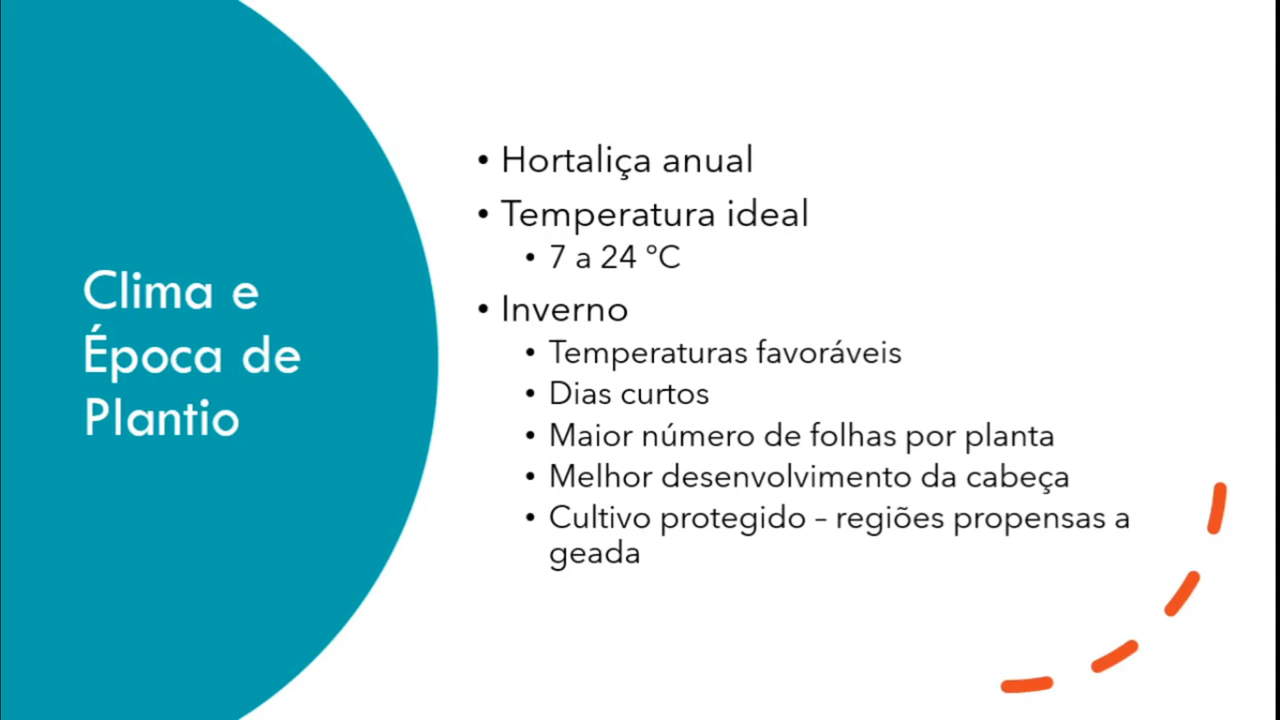 Clima e
Época de
Plantio
• Hortaliça anual
• Temperatura ideal
• 7 a 24 °C
• Inverno
• Temperaturas favoráveis
• Dias curtos
• Maior número de folhas por planta
• Melhor desenvolvimento da cabeça
• Cultivo protegido – regiões propensas a
geada